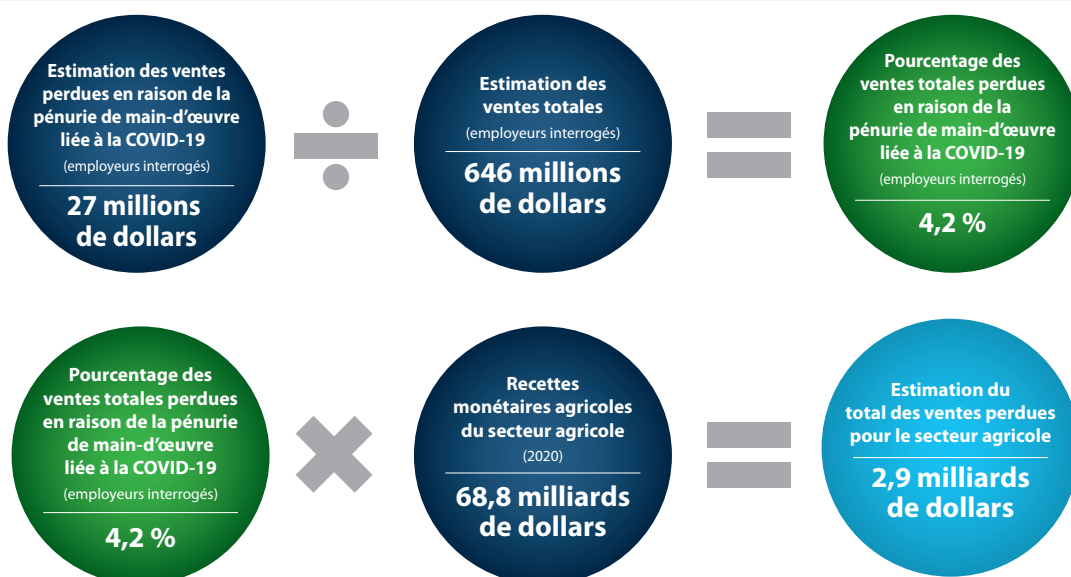 Estimation des ventes
perdues en raison de la
pénurie de main-d'œuvre
liée à la COVID-19
(employeurs interrogés)
27 millions
de dollars
Estimation des
ventes totales
(employeurs interrogés)
646 millions
de dollars
Pourcentage des
ventes totales perdues
en raison de la
pénurie de main-d'œuvre
liée à la COVID-19
(employeurs interrogés)
4,2 %
Pourcentage des
ventes totales perdues
en raison de la pénurie
de main-d'œuvre
liée à la COVID-19
(employeurs interrogés)
4,2 %
Recettes
monétaires agricoles
du secteur agricole
(2020)
68,8 milliards
de dollars
Estimation du
total des ventes perdues
pour le secteur agricole
2,9 milliards
de dollars